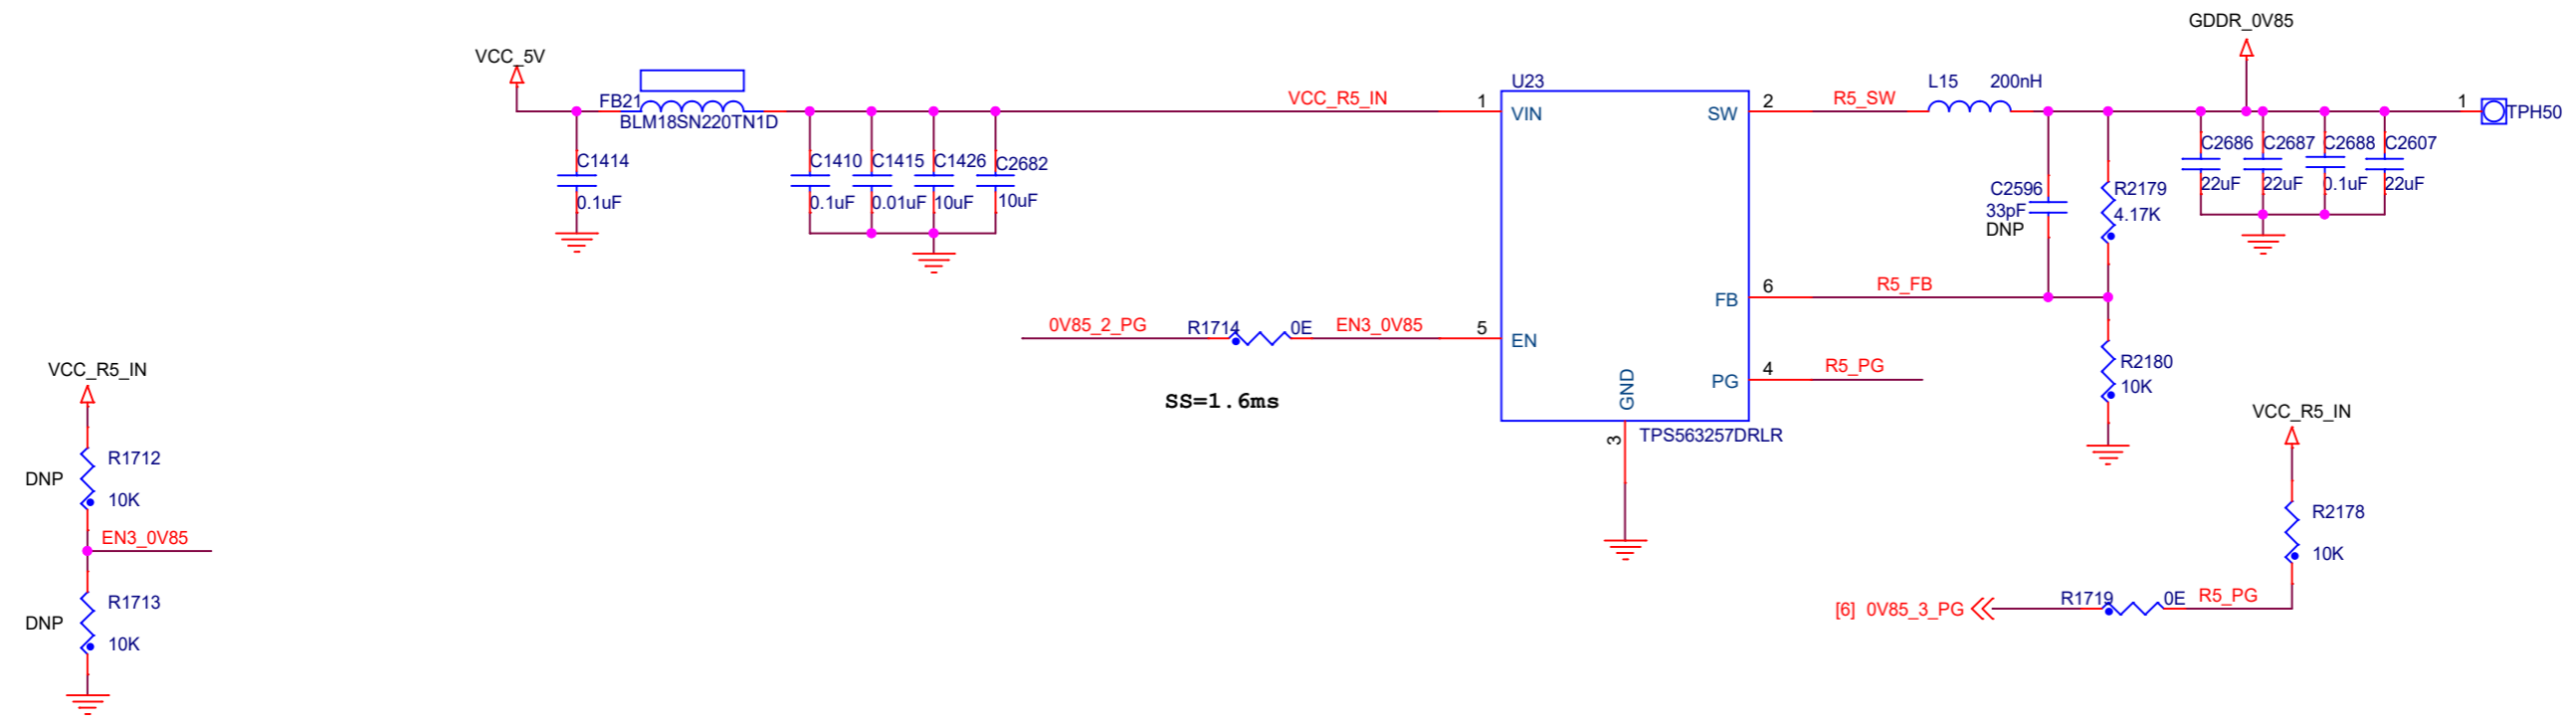 GDDR_0V85
VCC_5V
U23
L15 200nH
FB21
VCC_R5_IN
1
VIN
SW
2
R5_SW
1
TPH50
BLM18SN220TN1D
C1414
0.1uF
C1410
0.1uF
C1415
0.01uF
C1426
10uF
C2682
10uF
C2686
22uF
C2687
22uF
C2688
0.1uF
C2607
22uF
C2596
33pF
DNP
R2179
4.17K
FB
6
R5_FB
0V85_2_PG
R1714
0E
EN3_0V85
5
EN
R2180
10K
PG
4
R5_PG
GND
3
SS=1.6ms
TPS563257DRLR
VCC_R5_IN
R1712
DNP
10K
EN3_0V85
R1713
DNP
10K
VCC_R5_IN
R2178
10K
[6] 0V85_3_PG
R1719
0E
R5_PG